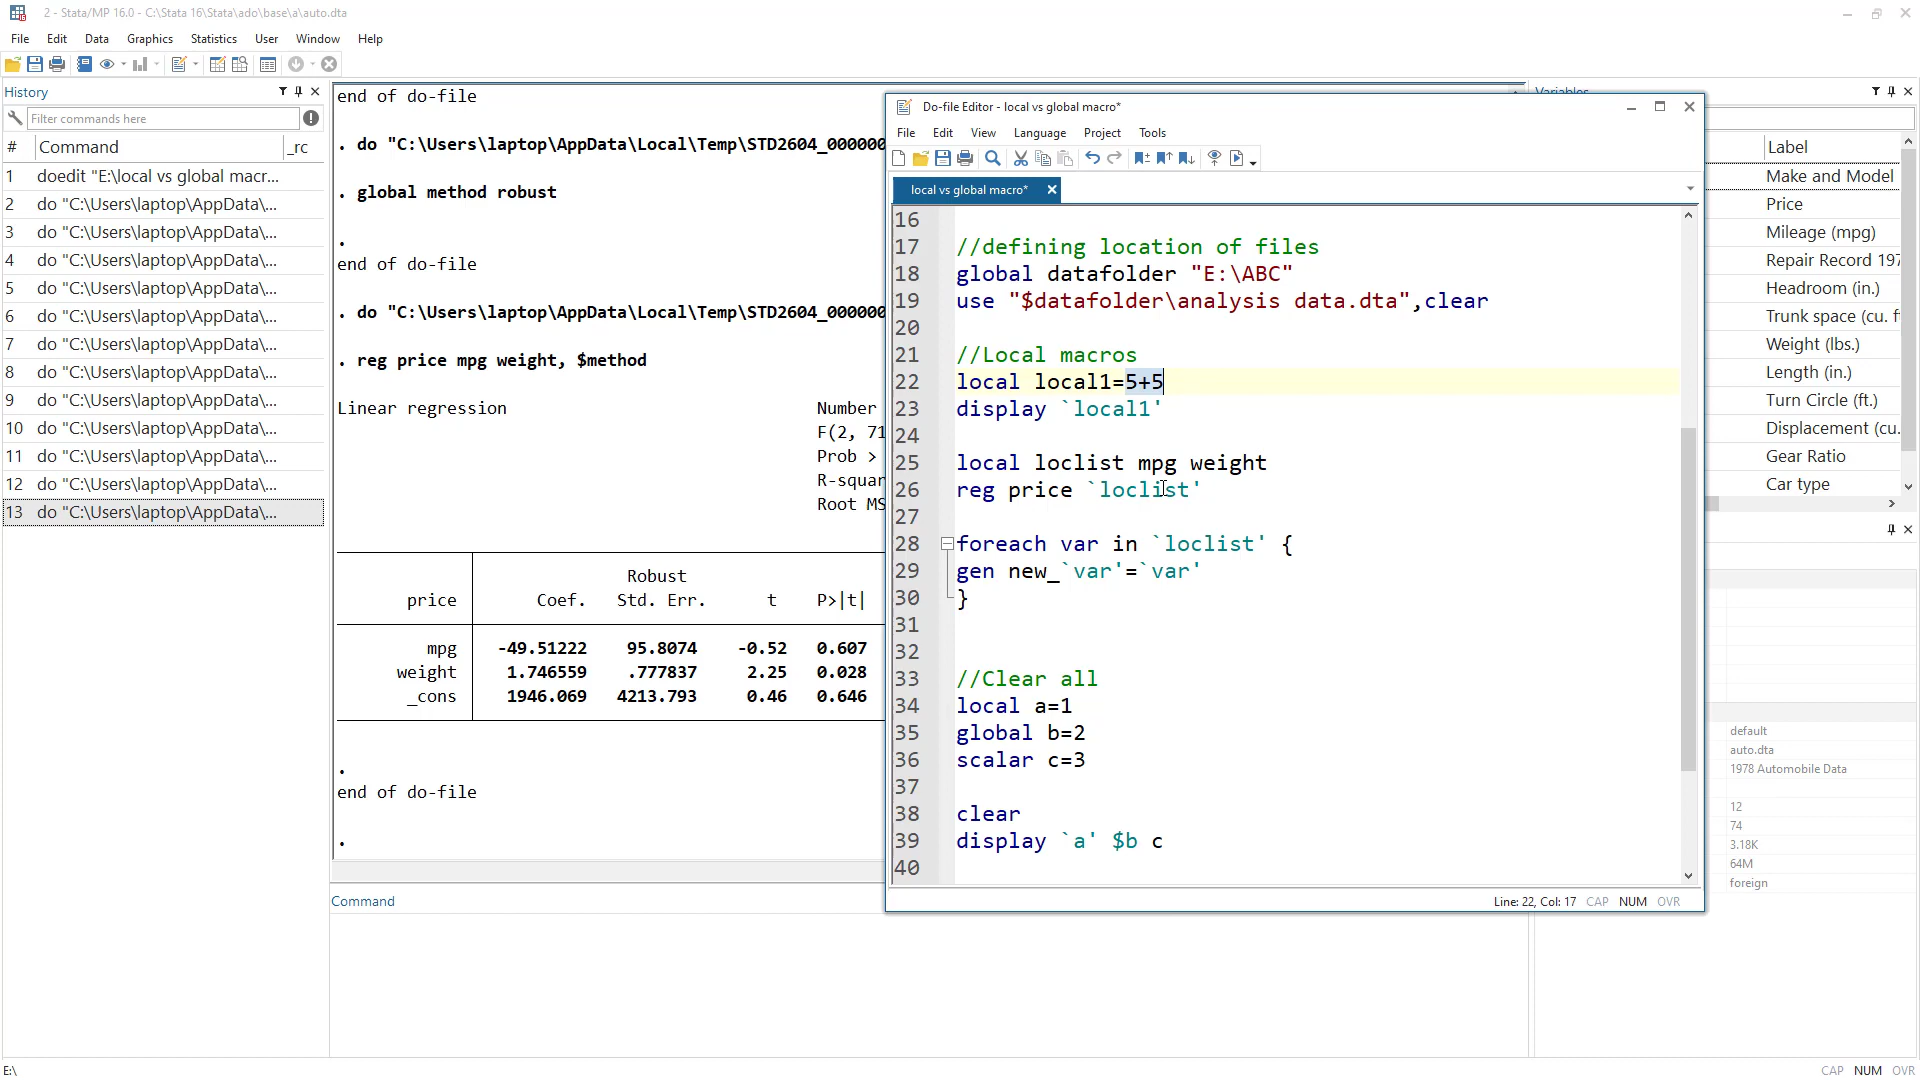 2 - Stata/MP 16.0 - C:\Stata 16\Stata\ado\base\a\auto.dta
File Edit Data Graphics Statistics User Window Help
History
Filter commands here
# Command _rc
1 doedit "E:\local vs global macr...
2 do "C:\Users\laptop\AppData\...
3 do "C:\Users\laptop\AppData\...
4 do "C:\Users\laptop\AppData\...
5 do "C:\Users\laptop\AppData\...
6 do "C:\Users\laptop\AppData\...
7 do "C:\Users\laptop\AppData\...
8 do "C:\Users\laptop\AppData\...
9 do "C:\Users\laptop\AppData\...
10 do "C:\Users\laptop\AppData\...
11 do "C:\Users\laptop\AppData\...
12 do "C:\Users\laptop\AppData\...
13 do "C:\Users\laptop\AppData\...
end of do-file
. do "C:\Users\laptop\AppData\Local\Temp\STD2604_000000
. global method robust
.
end of do-file
. do "C:\Users\laptop\AppData\Local\Temp\STD2604_000000
. reg price mpg weight, $method
Linear regression Number
F(2, 71
Prob >
R-squar
Root MS
Robust
price Coef. Std. Err. t P>|t|
mpg -49.51222 95.8074 -0.52 0.607
weight 1.746559 .777837 2.25 0.028
_cons 1946.069 4213.793 0.46 0.646
.
end of do-file
.
Command
Do-file Editor - local vs global macro*
File Edit View Language Project Tools
local vs global macro*
16
17 //defining location of files
18 global datafolder "E:\ABC"
19 use "$datafolder\analysis data.dta",clear
20
21 //Local macros
22 local local1=5+5
23 display `local1'
24
25 local loclist mpg weight
26 reg price `loclist'
27
28 foreach var in `loclist' {
29 gen new_`var'=`var'
30 }
31
32
33 //Clear all
34 local a=1
35 global b=2
36 scalar c=3
37
38 clear
39 display `a' $b c
40
Line: 22, Col: 17 CAP NUM OVR
Variables
Label
Make and Model
Price
Mileage (mpg)
Repair Record 197
Headroom (in.)
Trunk space (cu. f
Weight (lbs.)
Length (in.)
Turn Circle (ft.)
Displacement (cu.
Gear Ratio
Car type
default
auto.dta
1978 Automobile Data
12
74
3.18K
64M
foreign
E:\
CAP NUM OVR